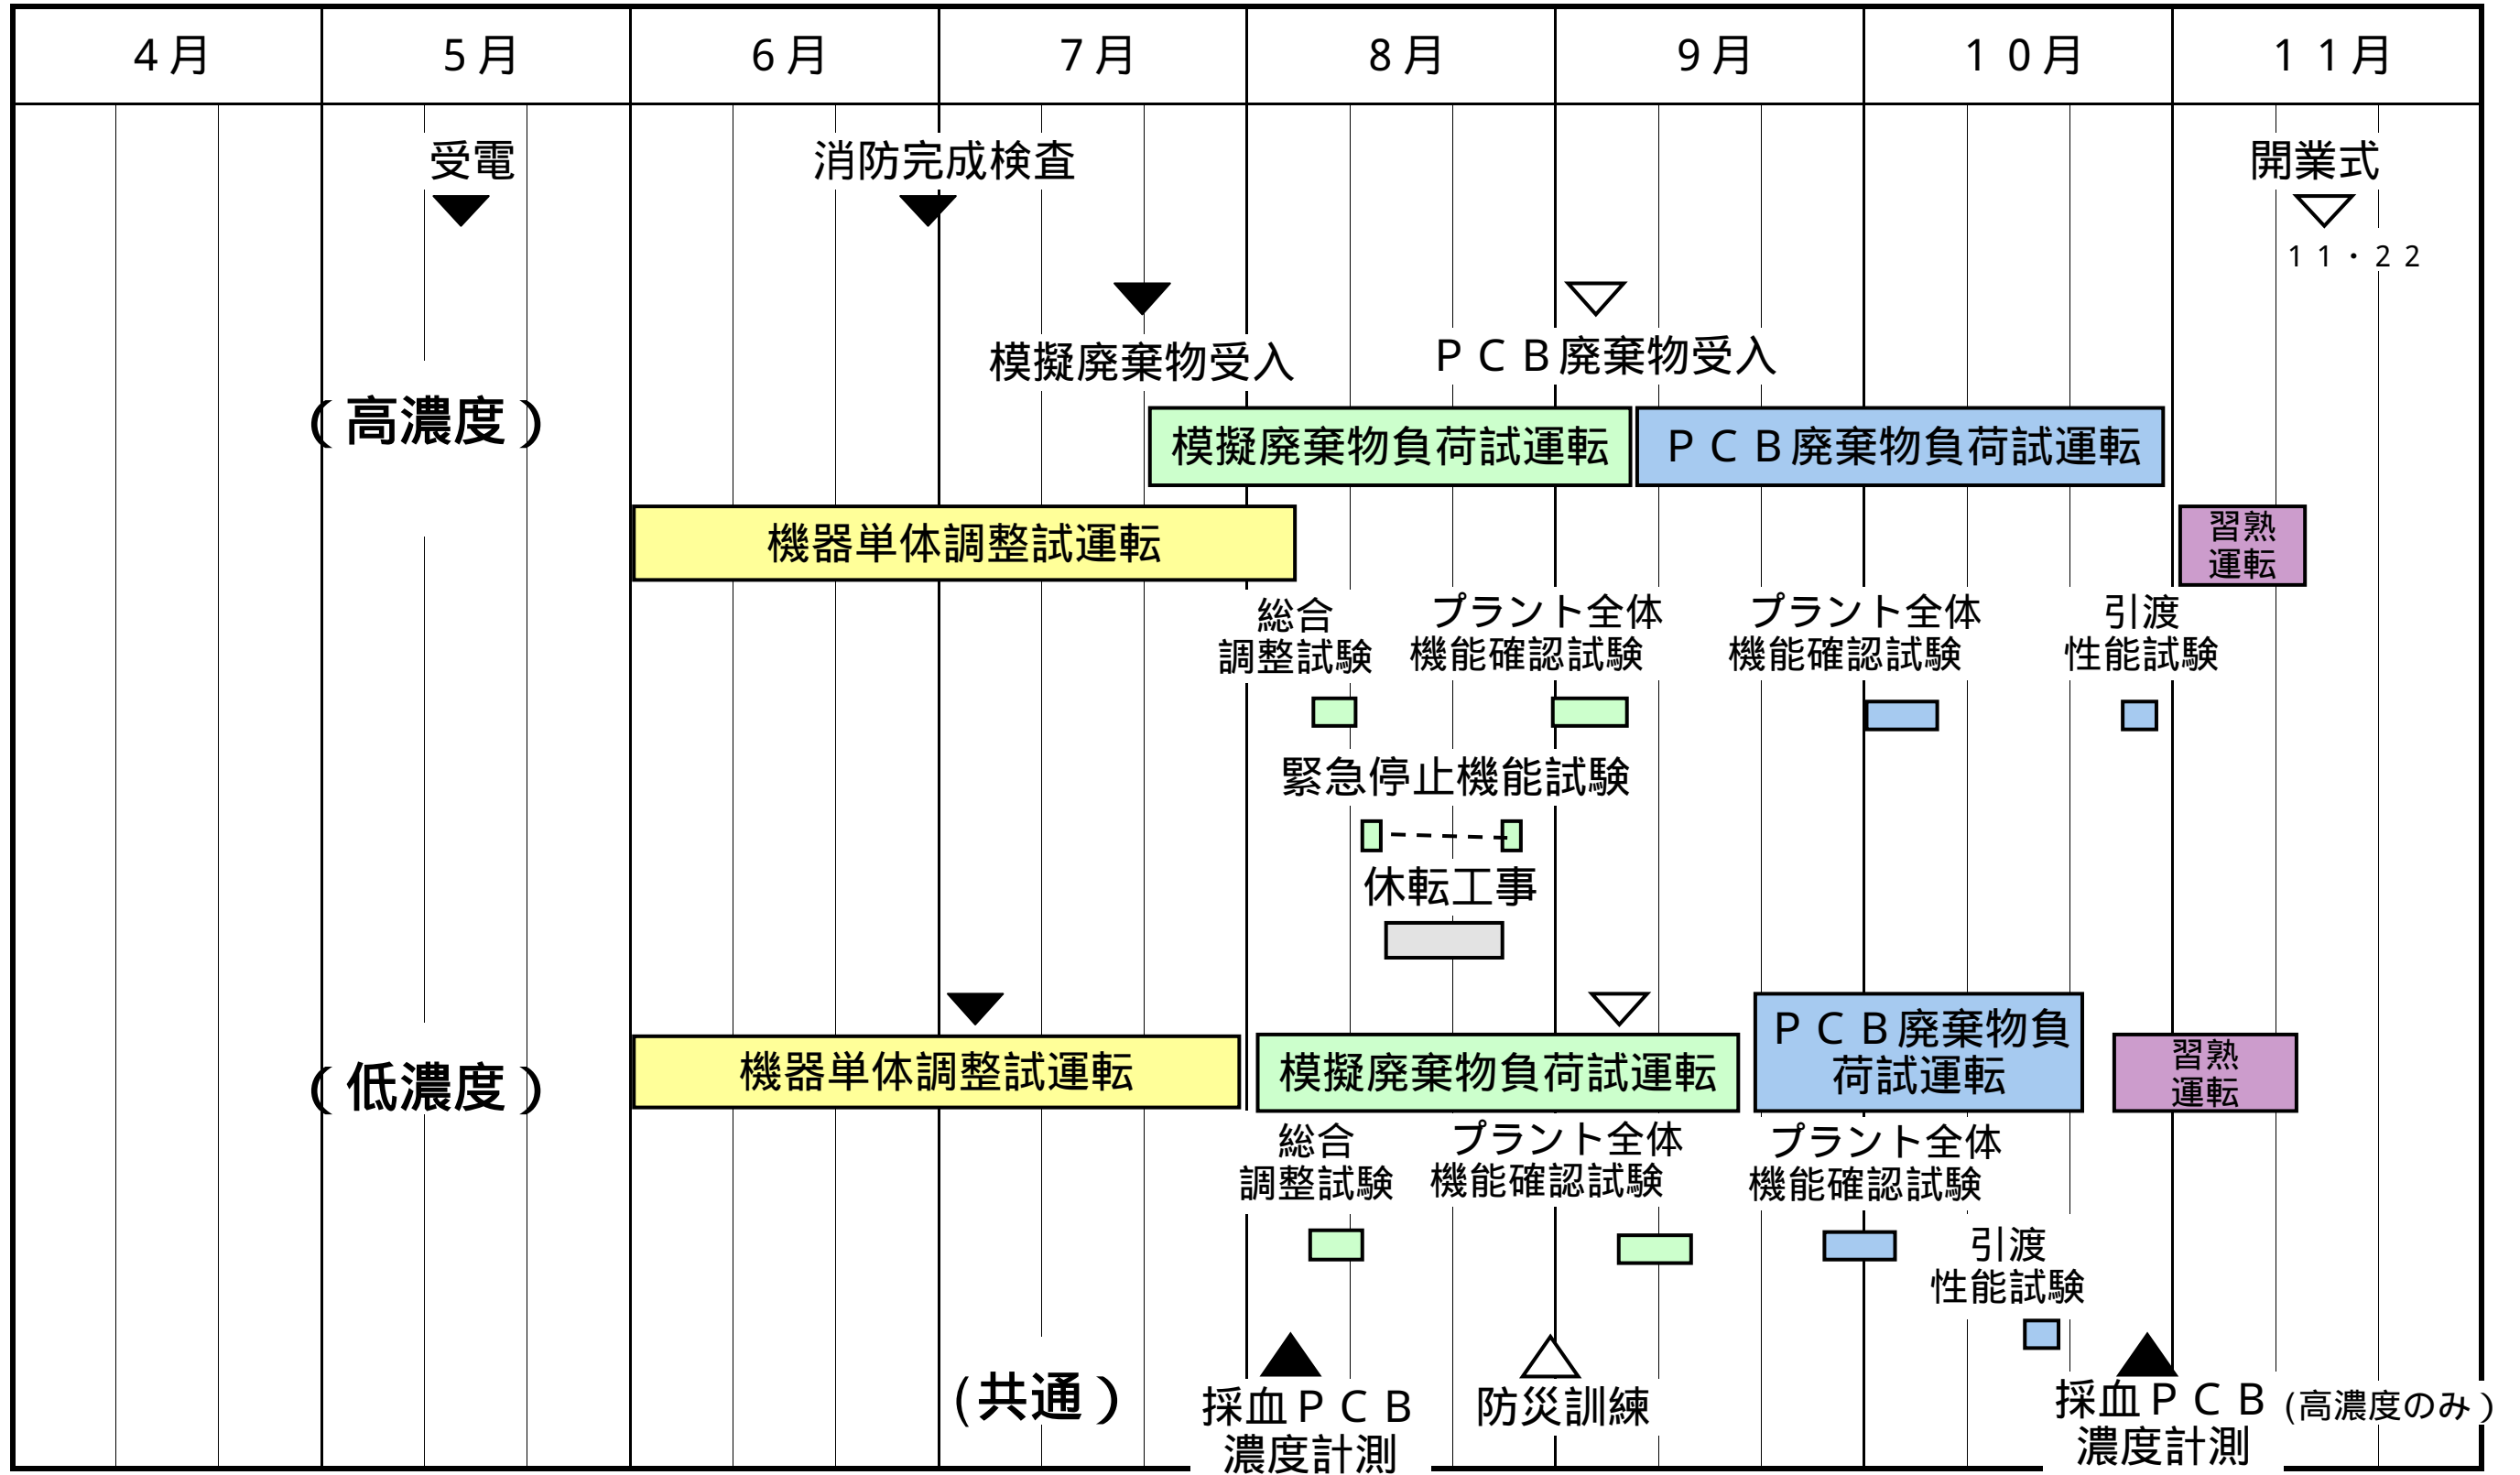 ４月 ５月 ６月 ７月 ８月 ９月 １０月 １１月
受電
消防完成検査
開業式
１１・２２
模擬廃棄物受入
ＰＣＢ廃棄物受入
（高濃度）
模擬廃棄物負荷試運転
ＰＣＢ廃棄物負荷試運転
機器単体調整試運転
習熟
運転
総合
調整試験
プラント全体
機能確認試験
プラント全体
機能確認試験
引渡
性能試験
緊急停止機能試験
休転工事
（低濃度）
機器単体調整試運転
模擬廃棄物負荷試運転
ＰＣＢ廃棄物負
荷試運転
習熟
運転
総合
調整試験
プラント全体
機能確認試験
プラント全体
機能確認試験
引渡
性能試験
（共通）
採血ＰＣＢ
濃度計測
防災訓練
採血ＰＣＢ（高濃度のみ）
濃度計測